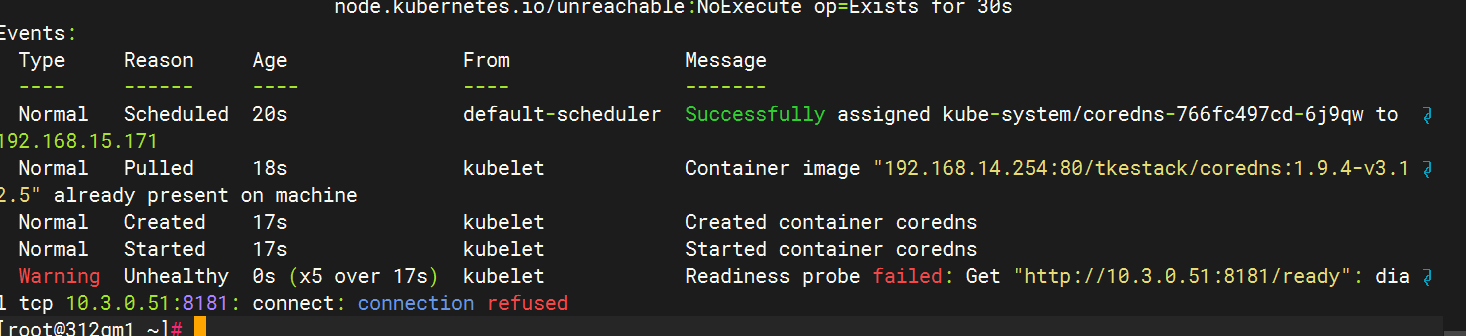 node.kubernetes.io/unreachable:NoExecute op=Exists for 30s
Events:
Type Reason Age From Message
---- ------ ---- ---- -------
Normal Scheduled 20s default-scheduler Successfully assigned kube-system/coredns-766fc497cd-6j9qw to
192.168.15.171
Normal Pulled 18s kubelet Container image "192.168.14.254:80/tkestack/coredns:1.9.4-v3.1
2.5" already present on machine
Normal Created 17s kubelet Created container coredns
Normal Started 17s kubelet Started container coredns
Warning Unhealthy 0s (x5 over 17s) kubelet Readiness probe failed: Get "http://10.3.0.51:8181/ready": dia
l tcp 10.3.0.51:8181: connect: connection refused
[root@312gm1 ~]#